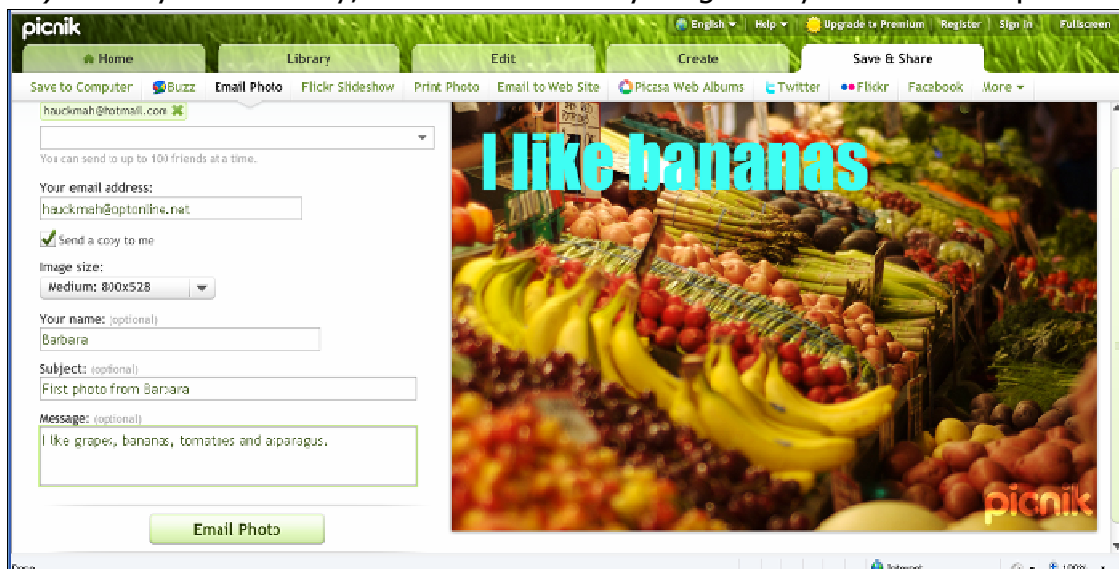 picnik
English Help Upgrade to Premium Register Sign In Fullscreen
Home Library Edit Create Save & Share
Save to Computer Buzz Email Photo Flickr Slideshow Print Photo Email to Web Site Picasa Web Albums Twitter Flickr Facebook More
hauckmah@hotmail.com
You can send to up to 100 friends at a time.
Your email address:
hauckmah@optonline.net
Send a copy to me
Image size:
Medium: 800x528
Your name: (optional)
Barbara
Subject: (optional)
First photo from Barbara
Message: (optional)
I like grapes, bananas, tomatoes and asparagus.
Email Photo
I like bananas
picnik
Done
Internet
100%